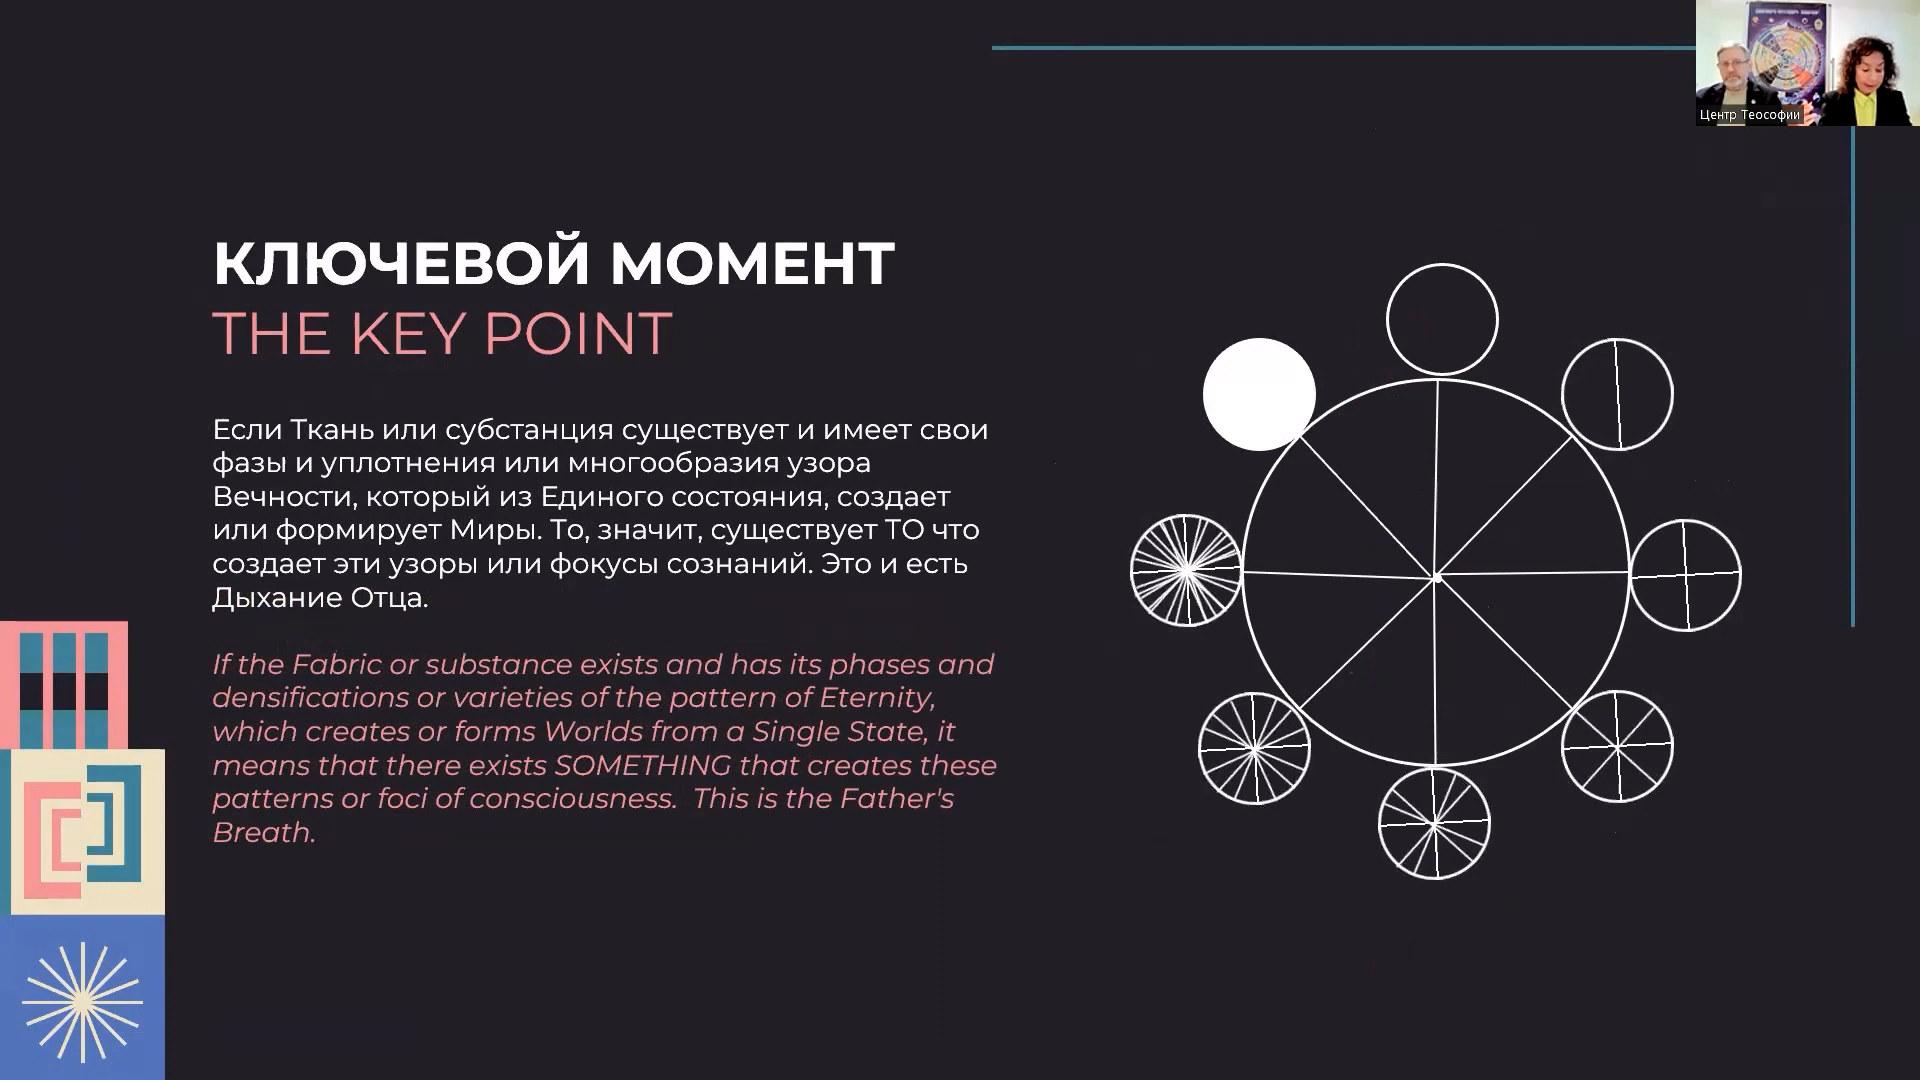 Центр Теософии
КЛЮЧЕВОЙ МОМЕНТ
THE KEY POINT
Если Ткань или субстанция существует и имеет свои
фазы и уплотнения или многообразия узора
Вечности, который из Единого состояния, создает
или формирует Миры. То, значит, существует ТО что
создает эти узоры или фокусы сознаний. Это и есть
Дыхание Отца.
If the Fabric or substance exists and has its phases and
densifications or varieties of the pattern of Eternity,
which creates or forms Worlds from a Single State, it
means that there exists SOMETHING that creates these
patterns or foci of consciousness.  This is the Father's
Breath.